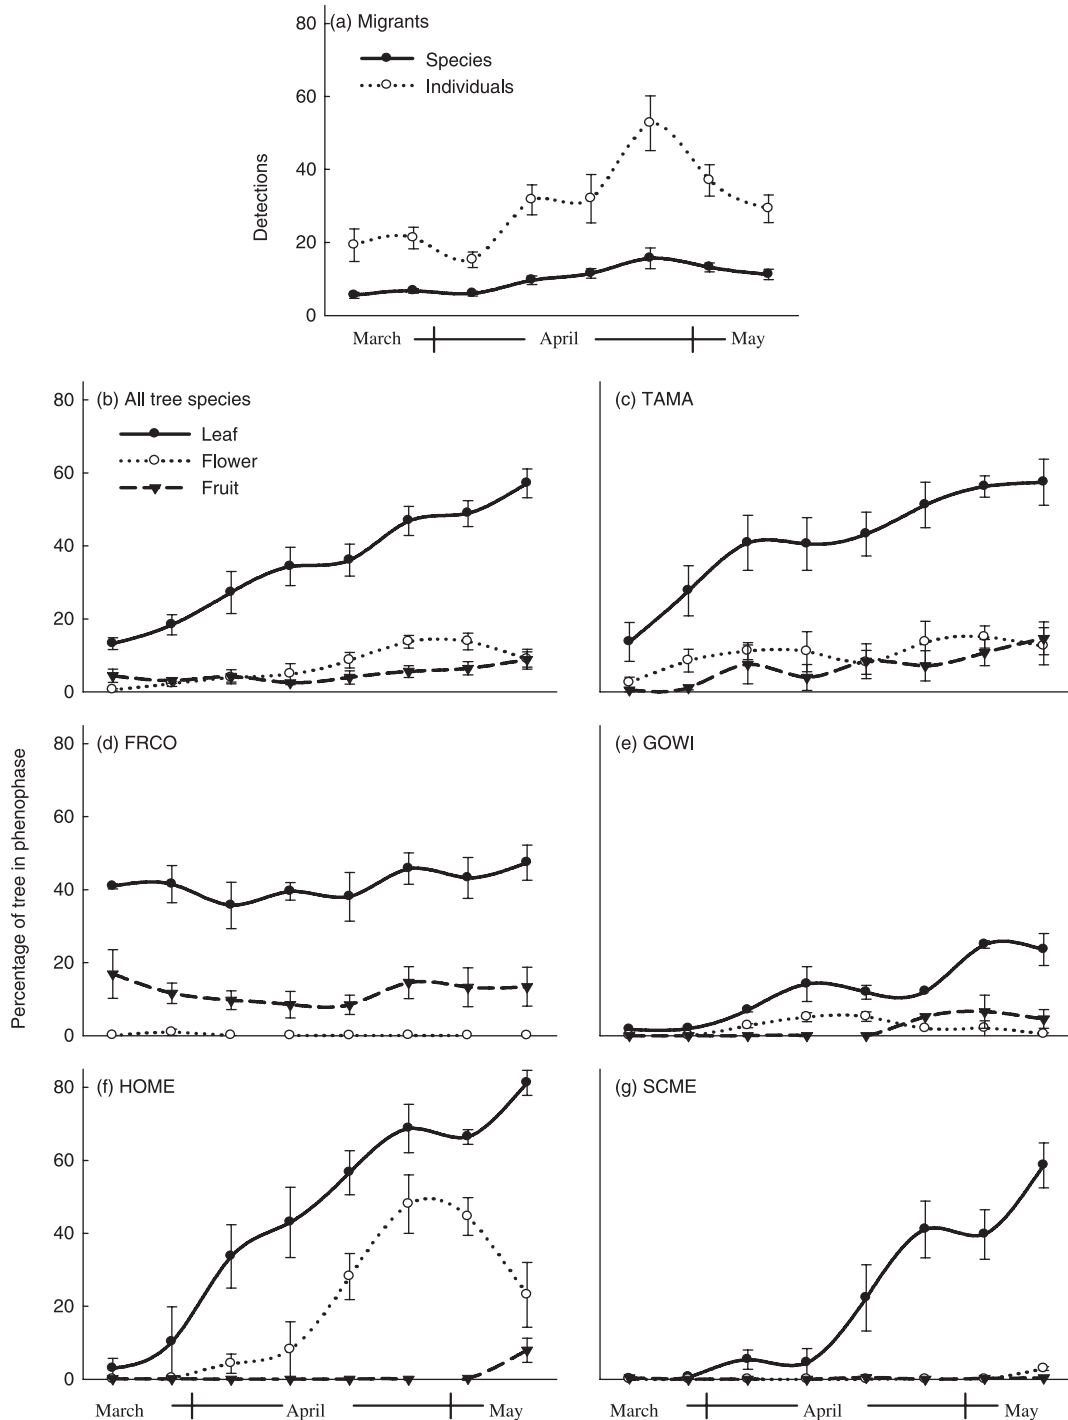 (a) Migrants
Species
Individuals
80
60
40
20
0
Detections
March April May
(b) All tree species
Leaf
Flower
Fruit
80
60
40
20
0
(c) TAMA
(d) FRCO
80
60
40
20
0
(e) GOWI
Percentage of tree in phenophase
(f) HOME
80
60
40
20
0
(g) SCME
March April May
March April May